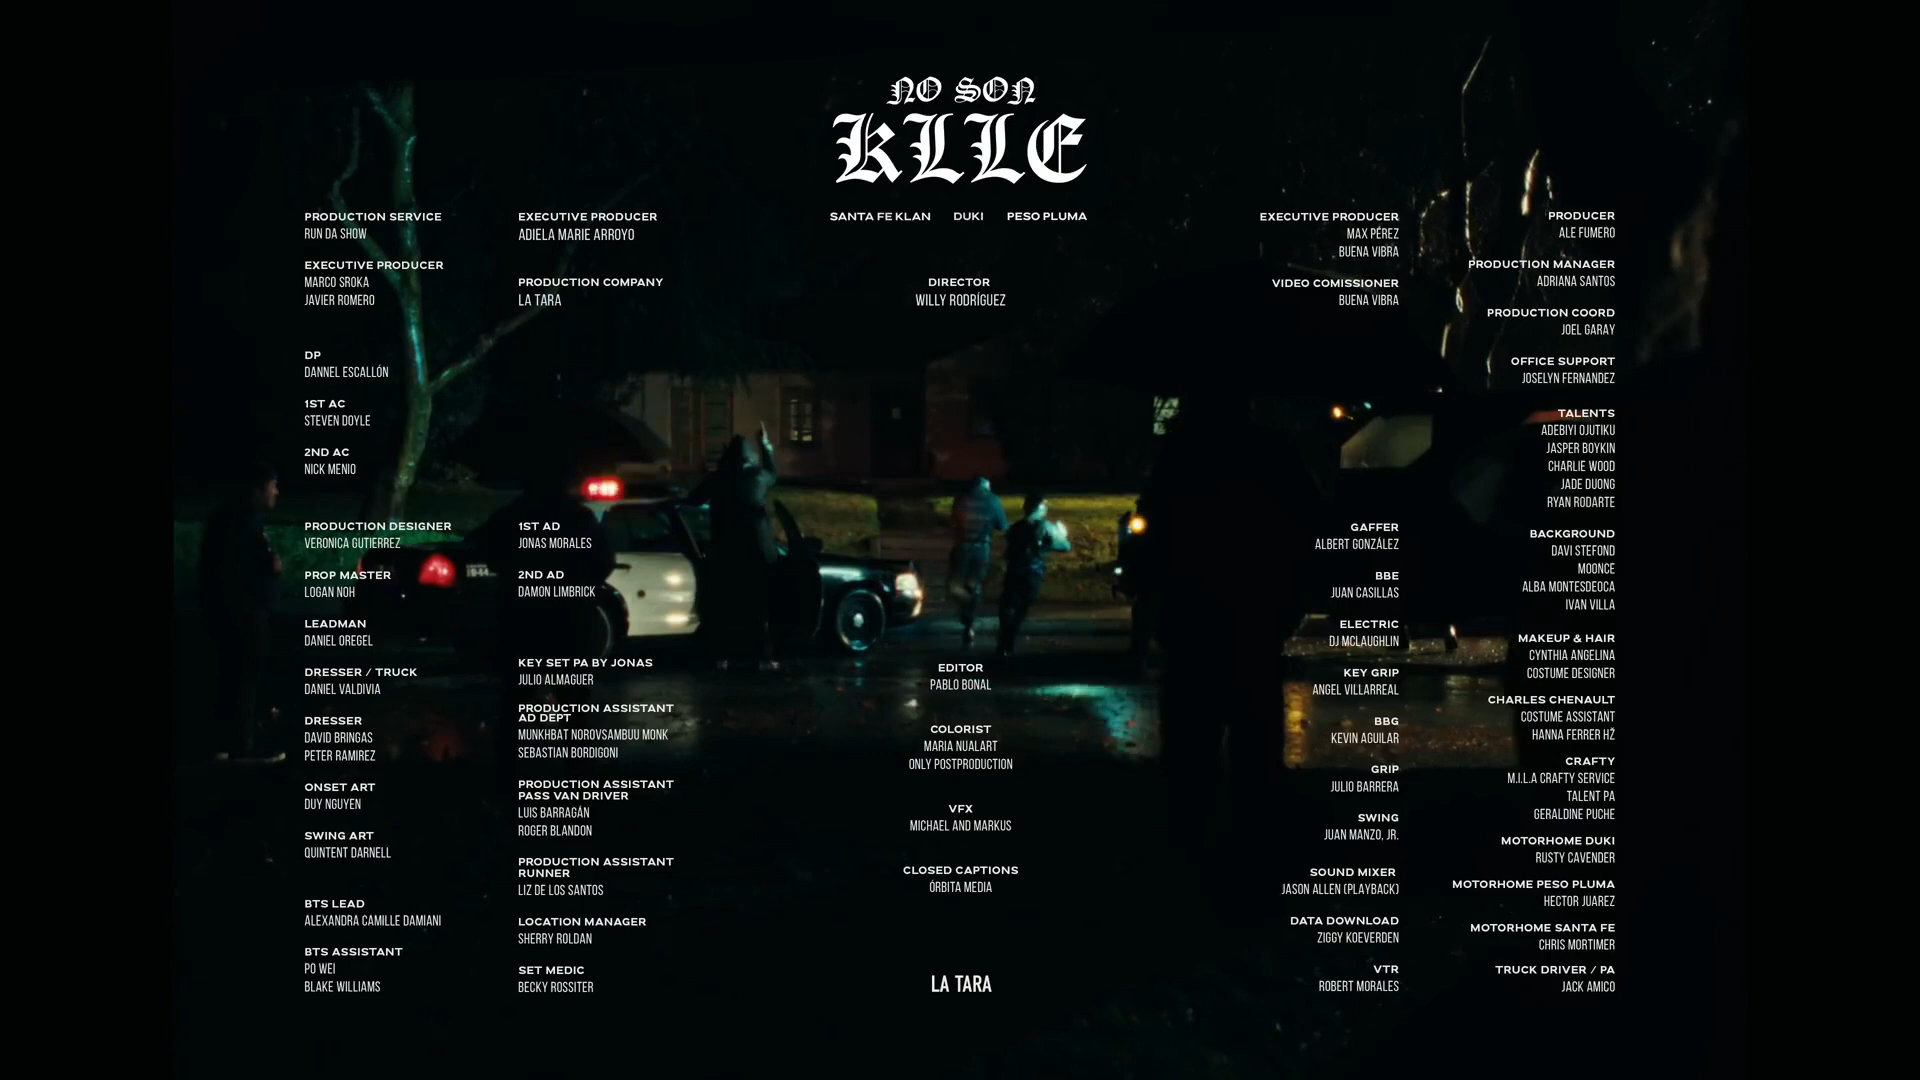 NO SON
KLLE
SANTA FE KLAN DUKI PESO PLUMA
PRODUCTION SERVICE
RUN DA SHOW
EXECUTIVE PRODUCER
MARCO SROKA
JAVIER ROMERO
DP
DANNEL ESCALLÓN
1ST AC
STEVEN DOYLE
2ND AC
NICK MENIO
PRODUCTION DESIGNER
VERONICA GUTIERREZ
PROP MASTER
LOGAN NOH
LEADMAN
DANIEL OREGEL
DRESSER / TRUCK
DANIEL VALDIVIA
DRESSER
DAVID BRINGAS
PETER RAMIREZ
ONSET ART
DUY NGUYEN
SWING ART
QUINTENT DARNELL
BTS LEAD
ALEXANDRA CAMILLE DAMIANI
BTS ASSISTANT
PO WEI
BLAKE WILLIAMS
EXECUTIVE PRODUCER
ADIELA MARIE ARROYO
PRODUCTION COMPANY
LA TARA
1ST AD
JONAS MORALES
2ND AD
DAMON LIMBRICK
KEY SET PA BY JONAS
JULIO ALMAGUER
PRODUCTION ASSISTANT
AD DEPT
MUNKHBAT NOROVSAMBUU MONK
SEBASTIAN BORDIGONI
PRODUCTION ASSISTANT
PASS VAN DRIVER
LUIS BARRAGÁN
ROGER BLANDON
PRODUCTION ASSISTANT
RUNNER
LIZ DE LOS SANTOS
LOCATION MANAGER
SHERRY ROLDAN
SET MEDIC
BECKY ROSSITER
DIRECTOR
WILLY RODRÍGUEZ
EDITOR
PABLO BONAL
COLORIST
MARIA NUALART
ONLY POSTPRODUCTION
VFX
MICHAEL AND MARKUS
CLOSED CAPTIONS
ÓRBITA MEDIA
LA TARA
EXECUTIVE PRODUCER
MAX PÉREZ
BUENA VIBRA
VIDEO COMISSIONER
BUENA VIBRA
GAFFER
ALBERT GONZÁLEZ
BBE
JUAN CASILLAS
ELECTRIC
DJ MCLAUGHLIN
KEY GRIP
ANGEL VILLARREAL
BBG
KEVIN AGUILAR
GRIP
JULIO BARRERA
SWING
JUAN MANZO, JR.
SOUND MIXER
JASON ALLEN (PLAYBACK)
DATA DOWNLOAD
ZIGGY KOEVERDEN
VTR
ROBERT MORALES
PRODUCER
ALE FUMERO
PRODUCTION MANAGER
ADRIANA SANTOS
PRODUCTION COORD
JOEL GARAY
OFFICE SUPPORT
JOSELYN FERNANDEZ
TALENTS
ADEBIYI OJUTIKU
JASPER BOYKIN
CHARLIE WOOD
JADE DUONG
RYAN RODARTE
BACKGROUND
DAVI STEFOND
MOONCE
ALBA MONTESDEOCA
IVAN VILLA
MAKEUP & HAIR
CYNTHIA ANGELINA
COSTUME DESIGNER
CHARLES CHENAULT
COSTUME ASSISTANT
HANNA FERRER HŽ
CRAFTY
M.I.L.A CRAFTY SERVICE
TALENT PA
GERALDINE PUCHE
MOTORHOME DUKI
RUSTY CAVENDER
MOTORHOME PESO PLUMA
HECTOR JUAREZ
MOTORHOME SANTA FE
CHRIS MORTIMER
TRUCK DRIVER / PA
JACK AMICO